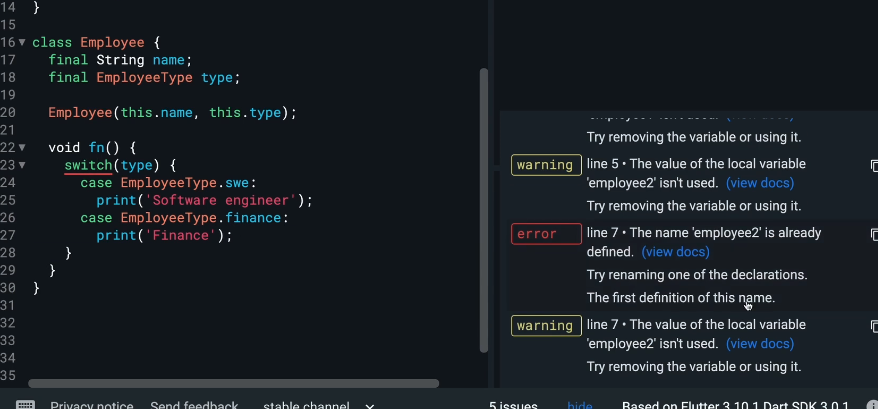 14 }
15
16 class Employee {
17 final String name;
18 final EmployeeType type;
19
20 Employee(this.name, this.type);
21
22 void fn() {
23 switch(type) {
24 case EmployeeType.swe:
25 print('Software engineer');
26 case EmployeeType.finance:
27 print('Finance');
28 }
29 }
30 }
31
32
33
34
35
Try removing the variable or using it.
warning line 5 • The value of the local variable
'employee2' isn't used. (view docs)
Try removing the variable or using it.
error line 7 • The name 'employee2' is already
defined. (view docs)
Try renaming one of the declarations.
The first definition of this name.
warning line 7 • The value of the local variable
'employee2' isn't used. (view docs)
Try removing the variable or using it.
Privacy notice Send feedback stable channel 5 issues hide Based on Flutter 3.10.1 Dart SDK 3.0.1